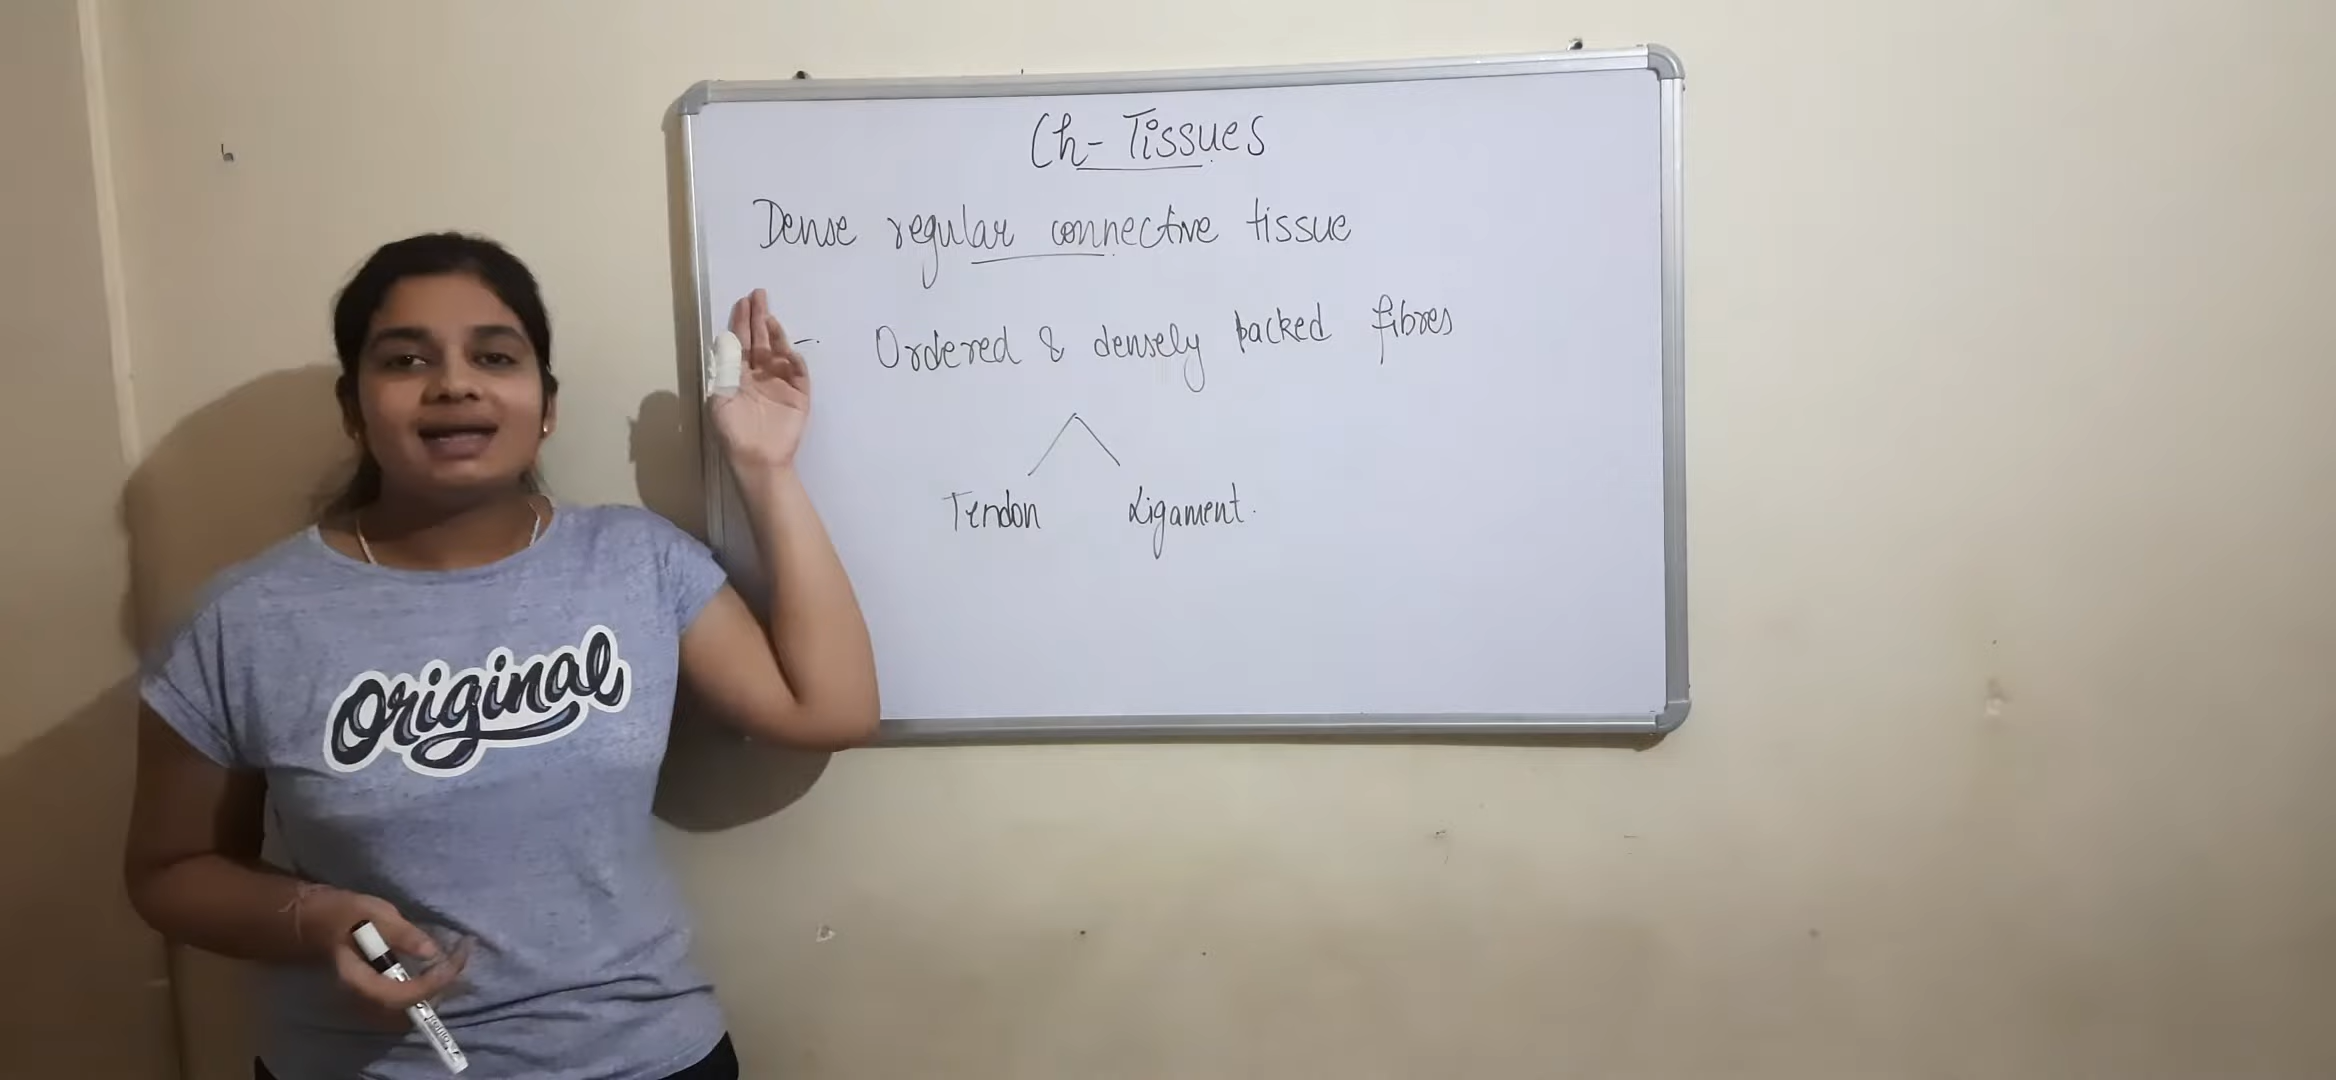 Ch- Tissues
Dense regular connective tissue
-. Ordered & densely packed fibres
Tendon Ligament.
Original